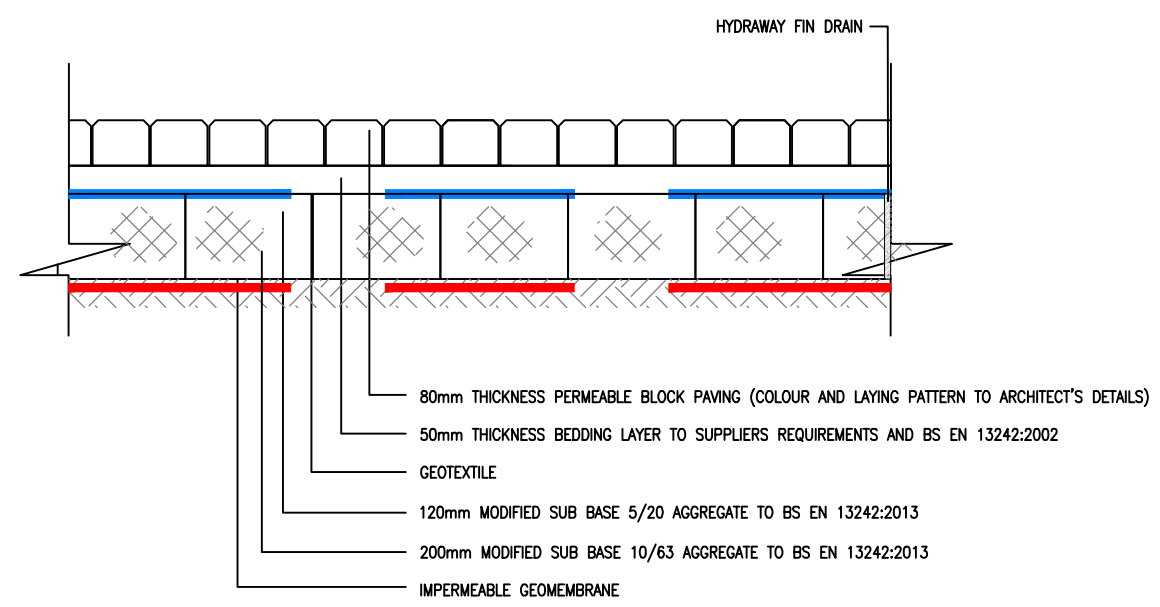 HYDRAWAY FIN DRAIN
80mm THICKNESS PERMEABLE BLOCK PAVING (COLOUR AND LAYING PATTERN TO ARCHITECT'S DETAILS)
50mm THICKNESS BEDDING LAYER TO SUPPLIERS REQUIREMENTS AND BS EN 13242:2002
GEOTEXTILE
120mm MODIFIED SUB BASE 5/20 AGGREGATE TO BS EN 13242:2013
200mm MODIFIED SUB BASE 10/63 AGGREGATE TO BS EN 13242:2013
IMPERMEABLE GEOMEMBRANE